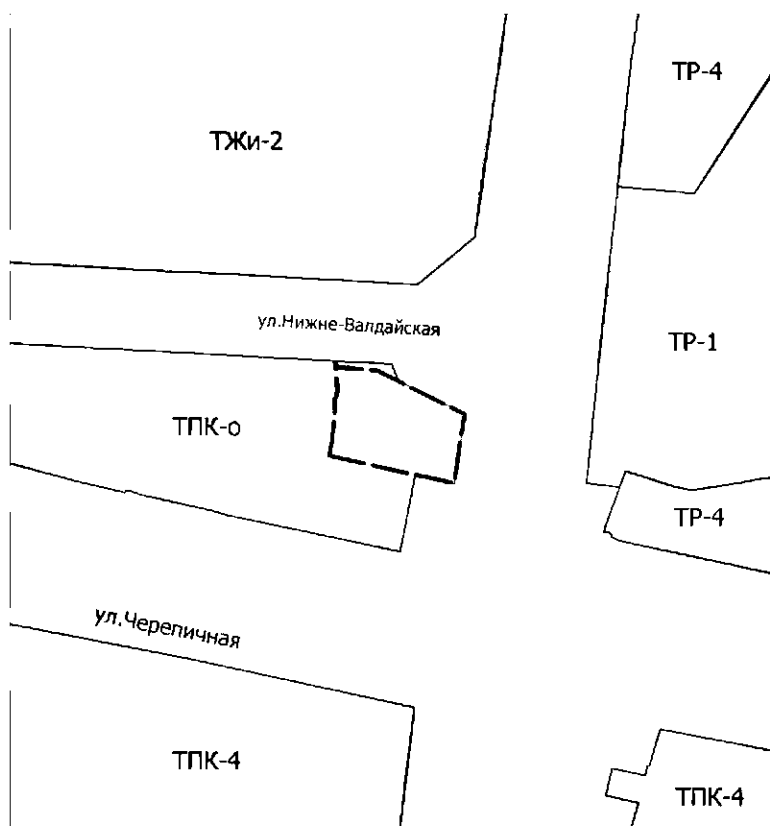 ТР-4
ТЖи-2
ул.Нижне-Валдайская
ТР-1
ТПК-о
ТР-4
ул.Черепичная
ТПК-4
ТПК-4